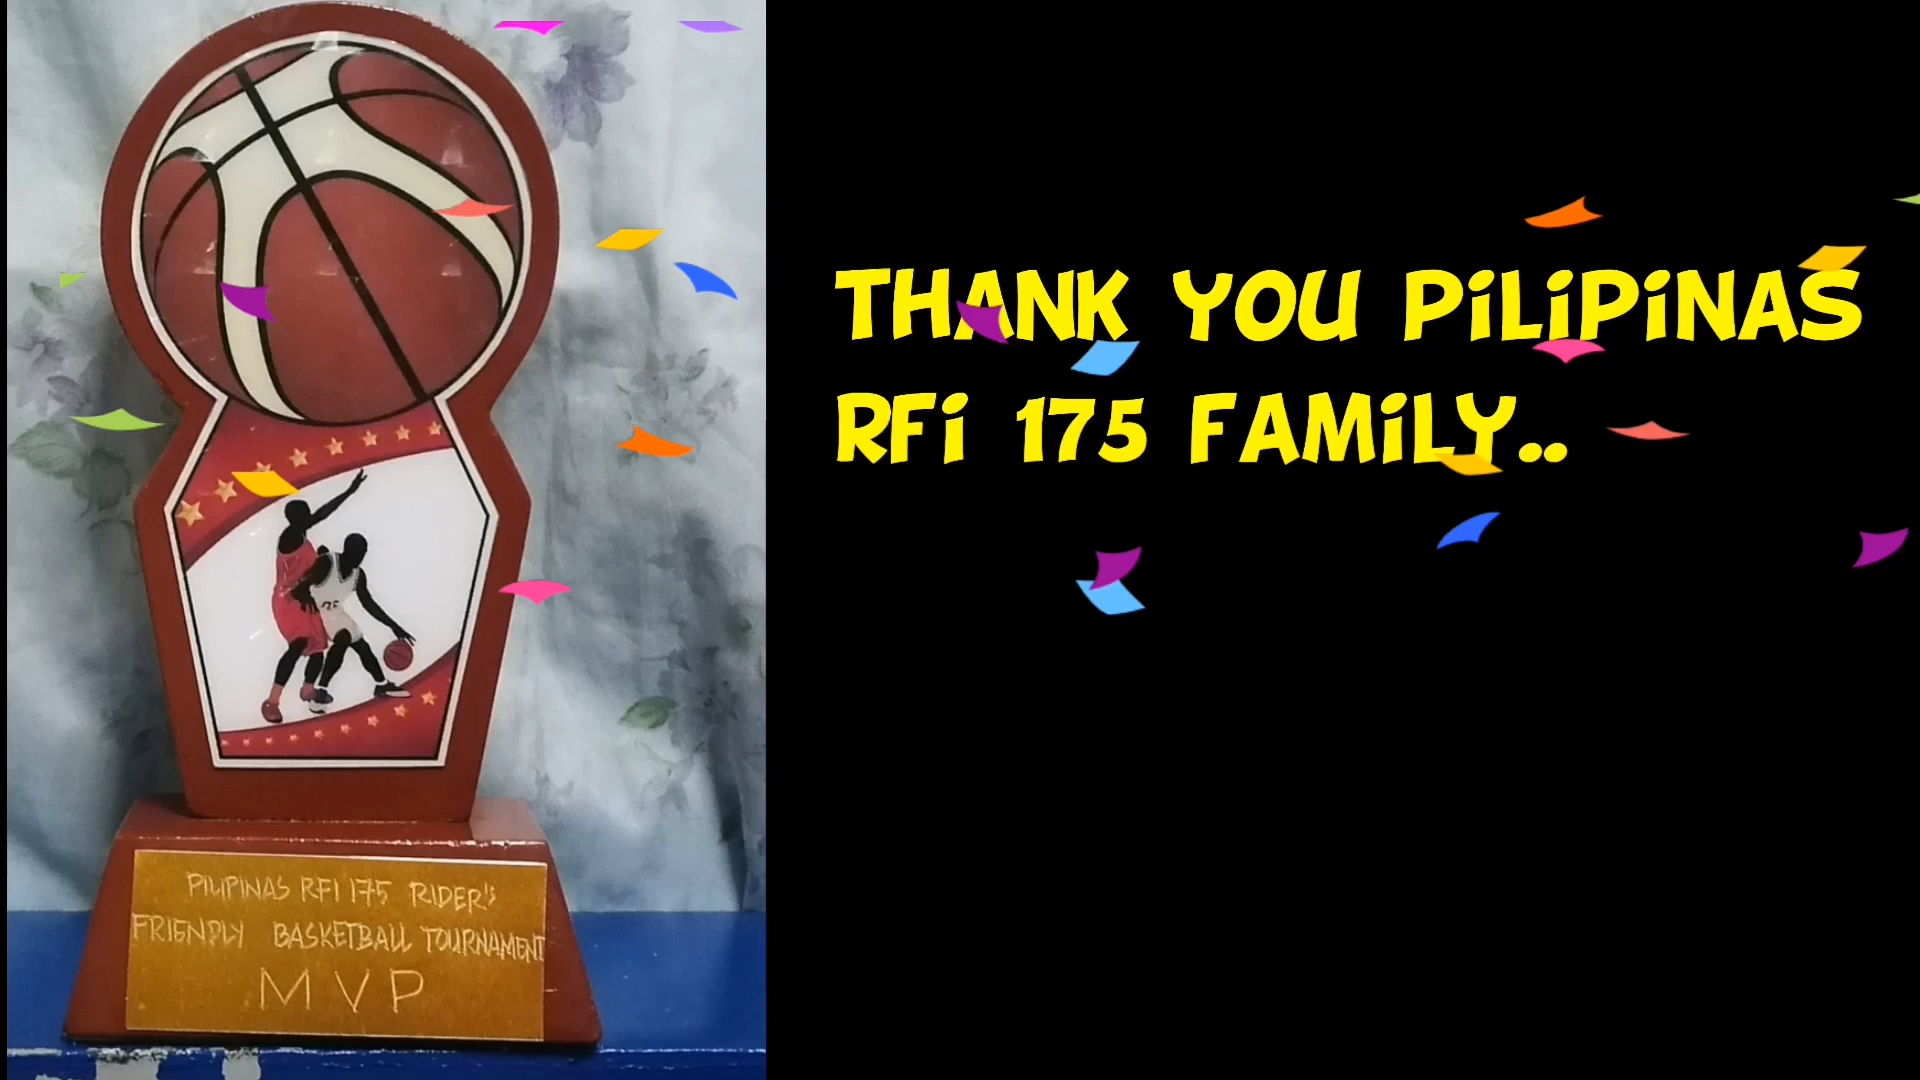 THANK YOU PiLiPiNAS
RFi 175 FAMiLY..
PILIPINAS RFI 175 RIDER'S
FRIENDLY BASKETBALL TOURNAMENT
MVP